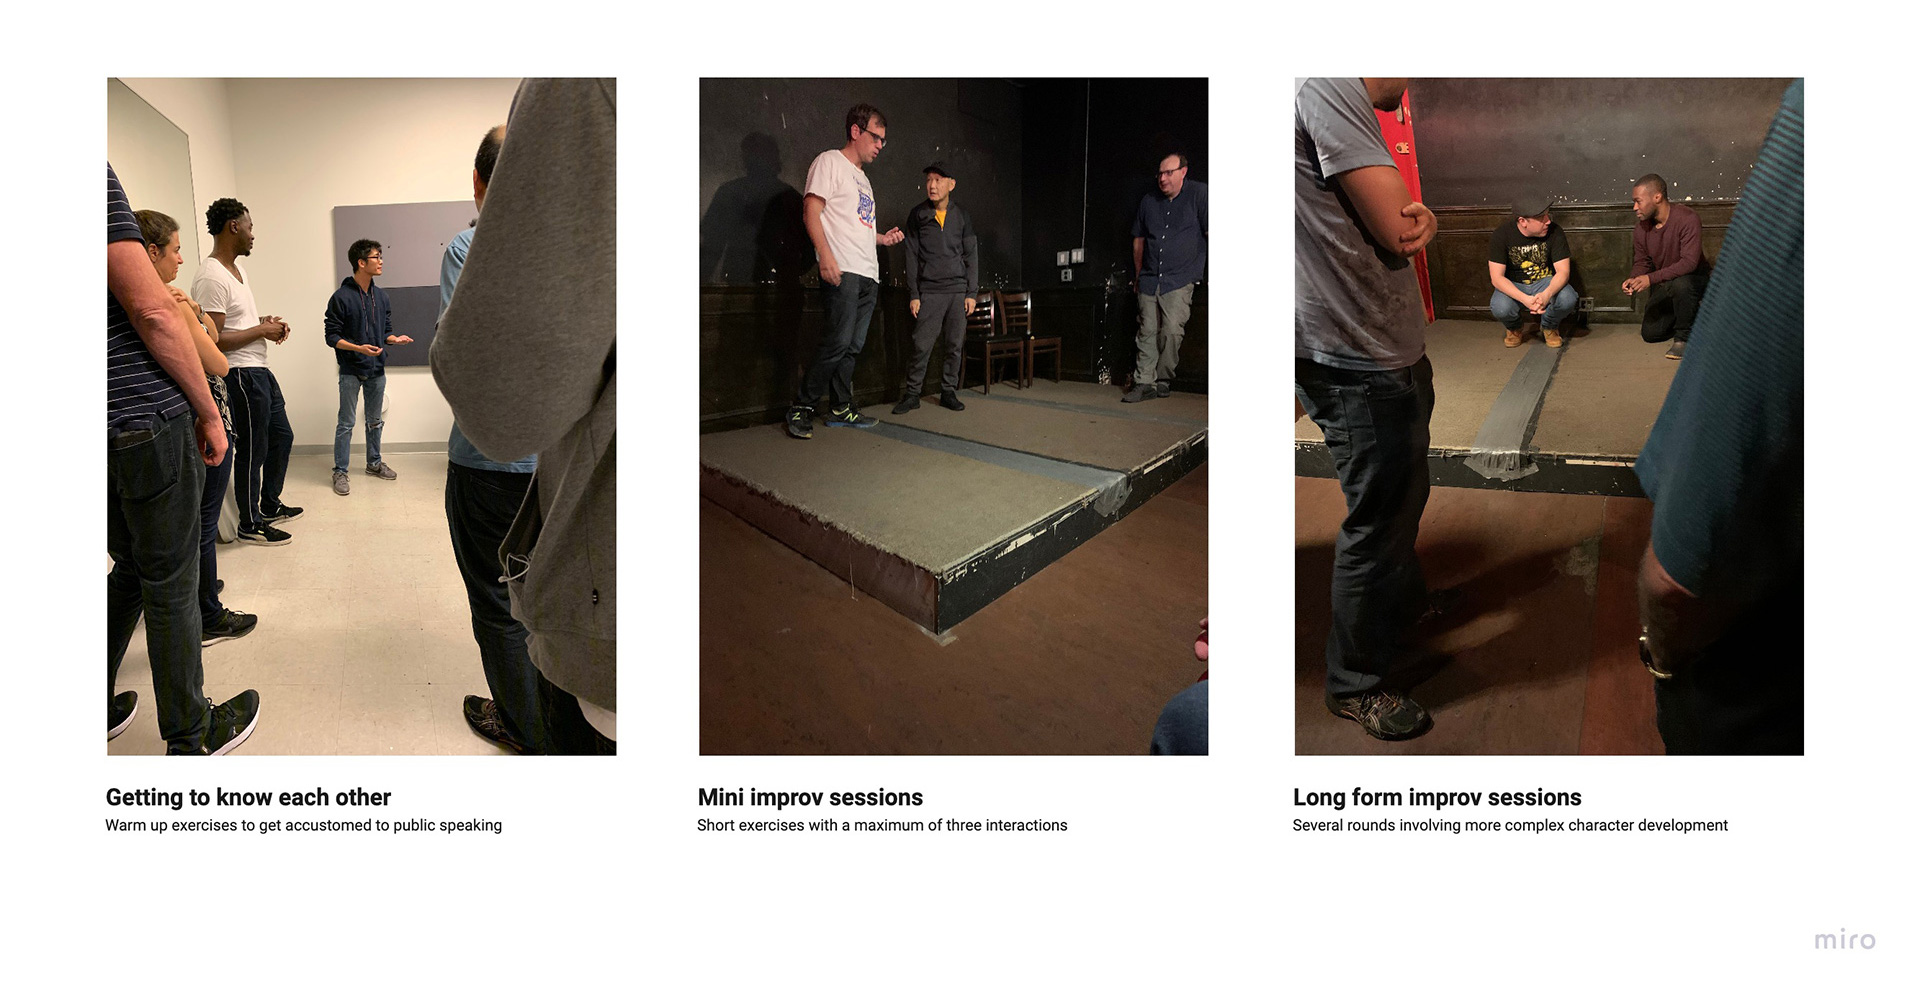 Getting to know each other
Warm up exercises to get accustomed to public speaking
Mini improv sessions
Short exercises with a maximum of three interactions
Long form improv sessions
Several rounds involving more complex character development
miro